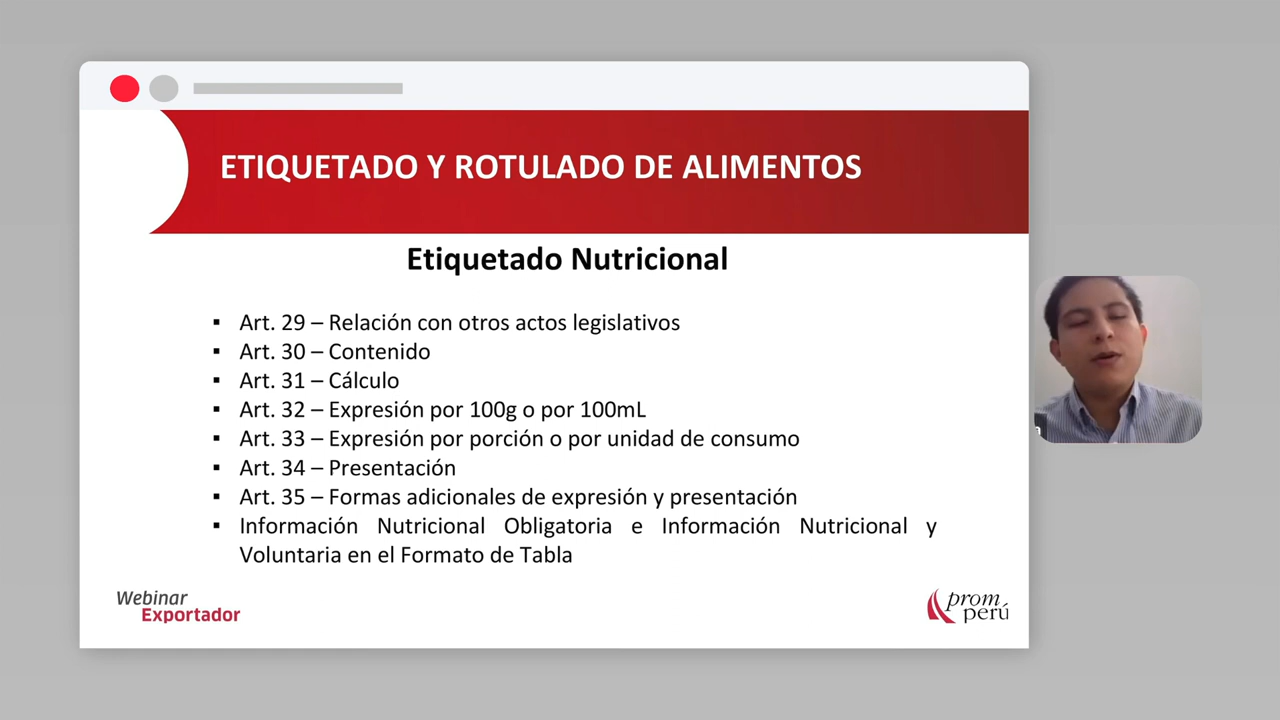 ETIQUETADO Y ROTULADO DE ALIMENTOS
Etiquetado Nutricional
▪ Art. 29 – Relación con otros actos legislativos
▪ Art. 30 – Contenido
▪ Art. 31 – Cálculo
▪ Art. 32 – Expresión por 100g o por 100mL
▪ Art. 33 – Expresión por porción o por unidad de consumo
▪ Art. 34 – Presentación
▪ Art. 35 – Formas adicionales de expresión y presentación
▪ Información Nutricional Obligatoria e Información Nutricional y
Voluntaria en el Formato de Tabla
Webinar
Exportador
prom
perú